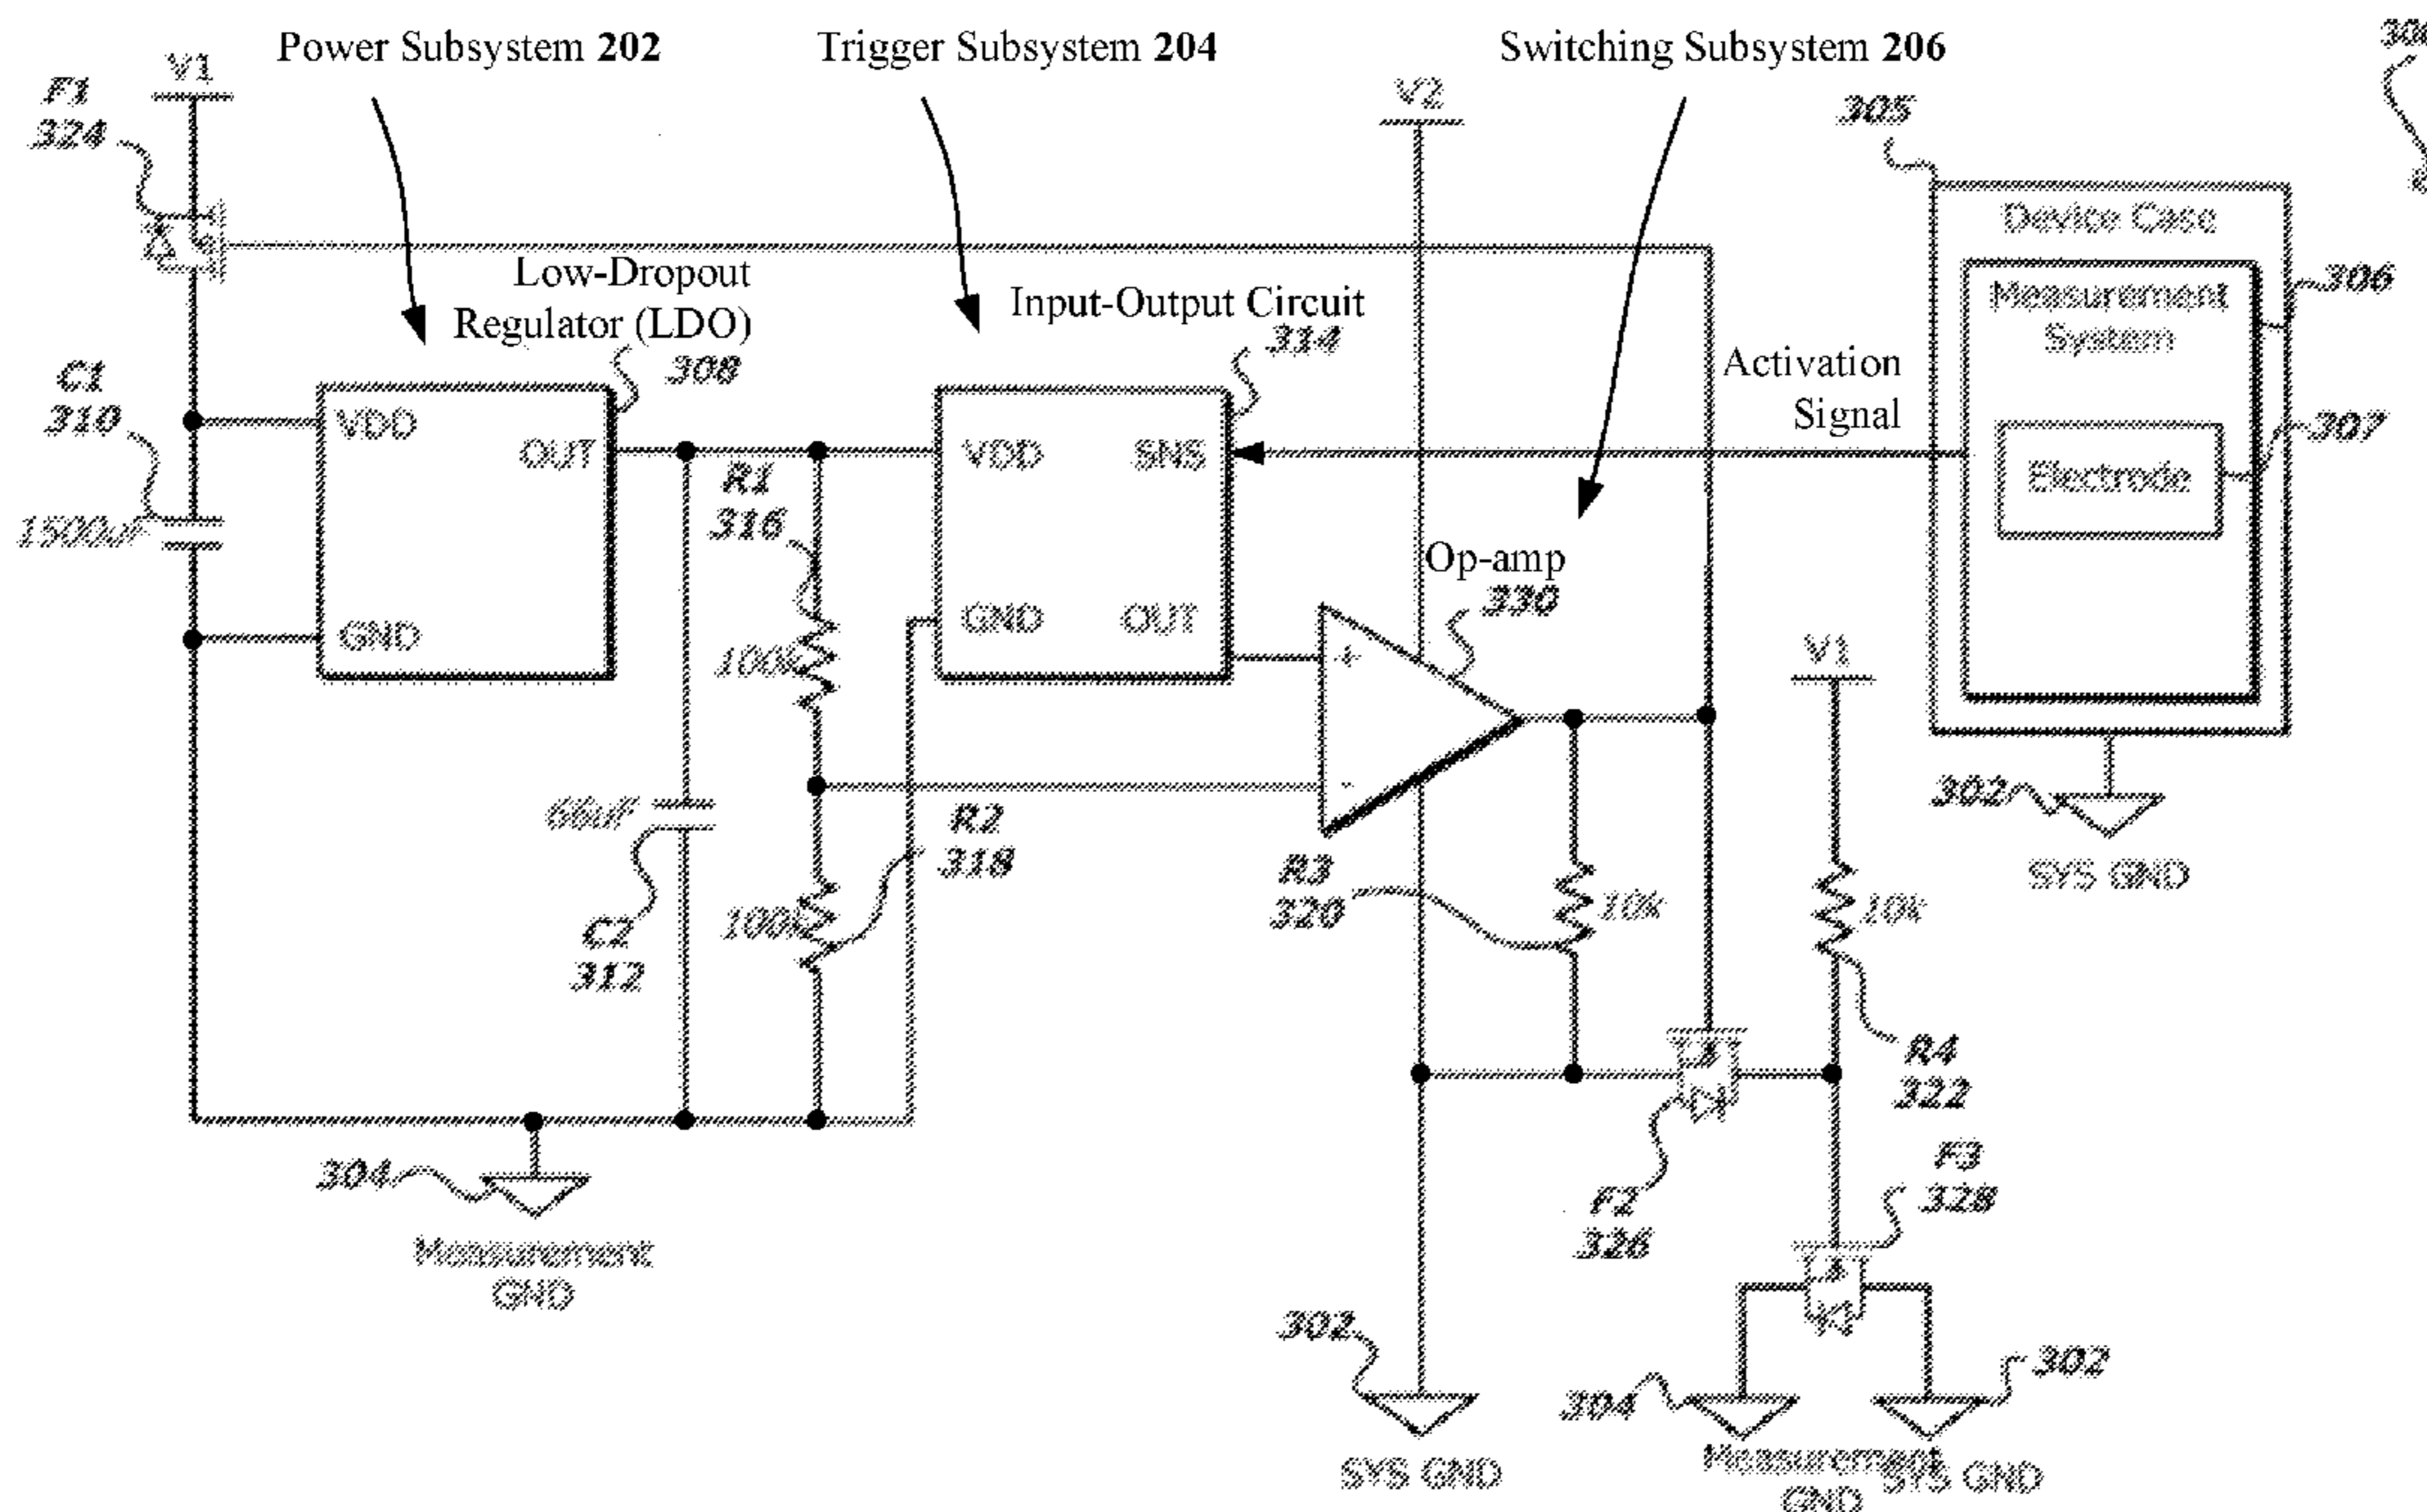 Power Subsystem 202
Trigger Subsystem 204
Switching Subsystem 206
V1
F1
324
V2
305
Device Case
Measurement
System
306
Electrode
307
Low-Dropout
Regulator (LDO)
308
Input-Output Circuit
314
Activation
Signal
C1
310
1500uF
VDD
OUT
GND
R1
316
100k
VDD
SNS
GND
OUT
Op-amp
330
+
-
V1
302
SYS GND
66uF
C2
312
100k
R2
318
R3
320
10k
10k
R4
322
F2
326
F3
328
304
Measurement
GND
302
SYS GND
304
Measurement
GND
302
SYS GND